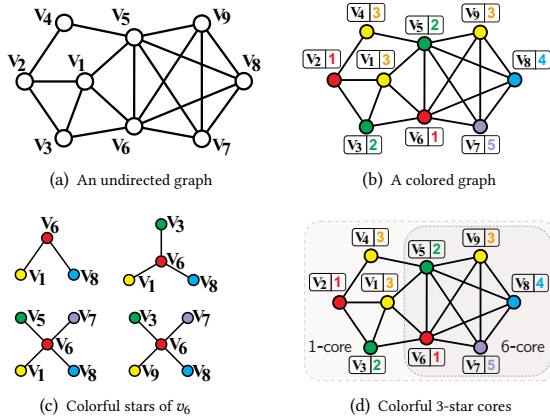 V4
V5
V9
V2
V1
V8
V3
V6
V7
(a) An undirected graph
V4 3
V5 2
V9 3
V2 1
V1 3
V8 4
V3 2
V6 1
V7 5
(b) A colored graph
V6
V1
V8
V3
V6
V1
V8
V5
V7
V6
V1
V8
V3
V7
V6
V9
V8
(c) Colorful stars of v6
V4 3
V5 2
V9 3
V2 1
V1 3
V8 4
1-core
6-core
V3 2
V6 1
V7 5
(d) Colorful 3-star cores